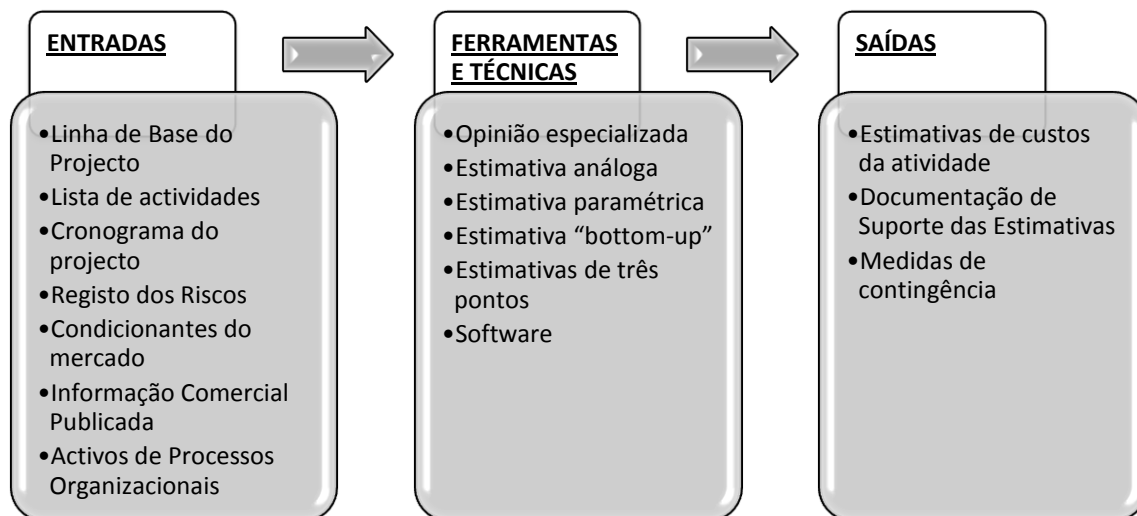 ENTRADAS
•Linha de Base do
Projecto
•Lista de actividades
•Cronograma do
projecto
•Registo dos Riscos
•Condicionantes do
mercado
•Informação Comercial
Publicada
•Activos de Processos
Organizacionais
FERRAMENTAS
E TÉCNICAS
•Opinião especializada
•Estimativa análoga
•Estimativa paramétrica
•Estimativa “bottom-up”
•Estimativas de três
pontos
•Software
SAÍDAS
•Estimativas de custos
da atividade
•Documentação de
Suporte das Estimativas
•Medidas de
contingência